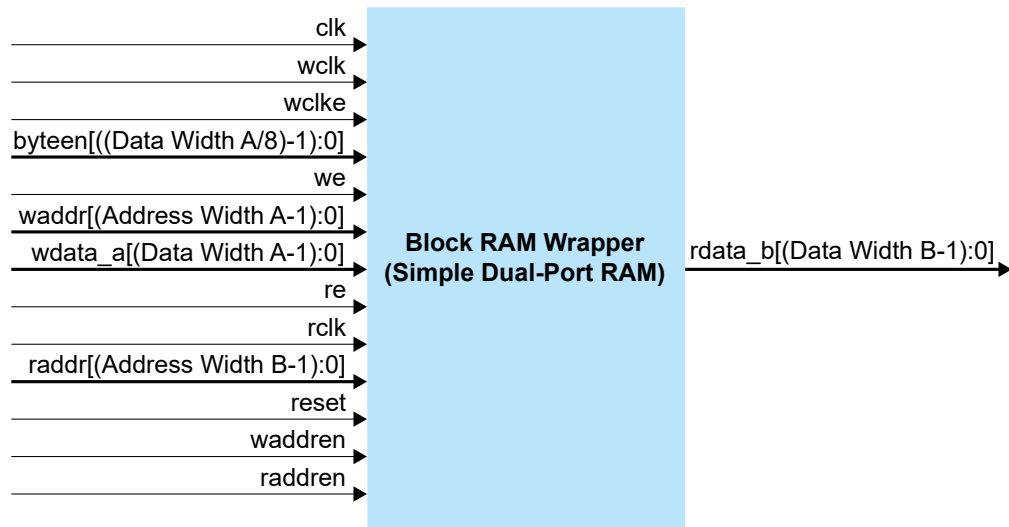 clk
wclk
wclke
byteen[((Data Width A/8)-1):0]
we
waddr[(Address Width A-1):0]
wdata_a[(Data Width A-1):0]
re
rclk
raddr[(Address Width B-1):0]
reset
waddren
raddren
Block RAM Wrapper
(Simple Dual-Port RAM)
rdata_b[(Data Width B-1):0]